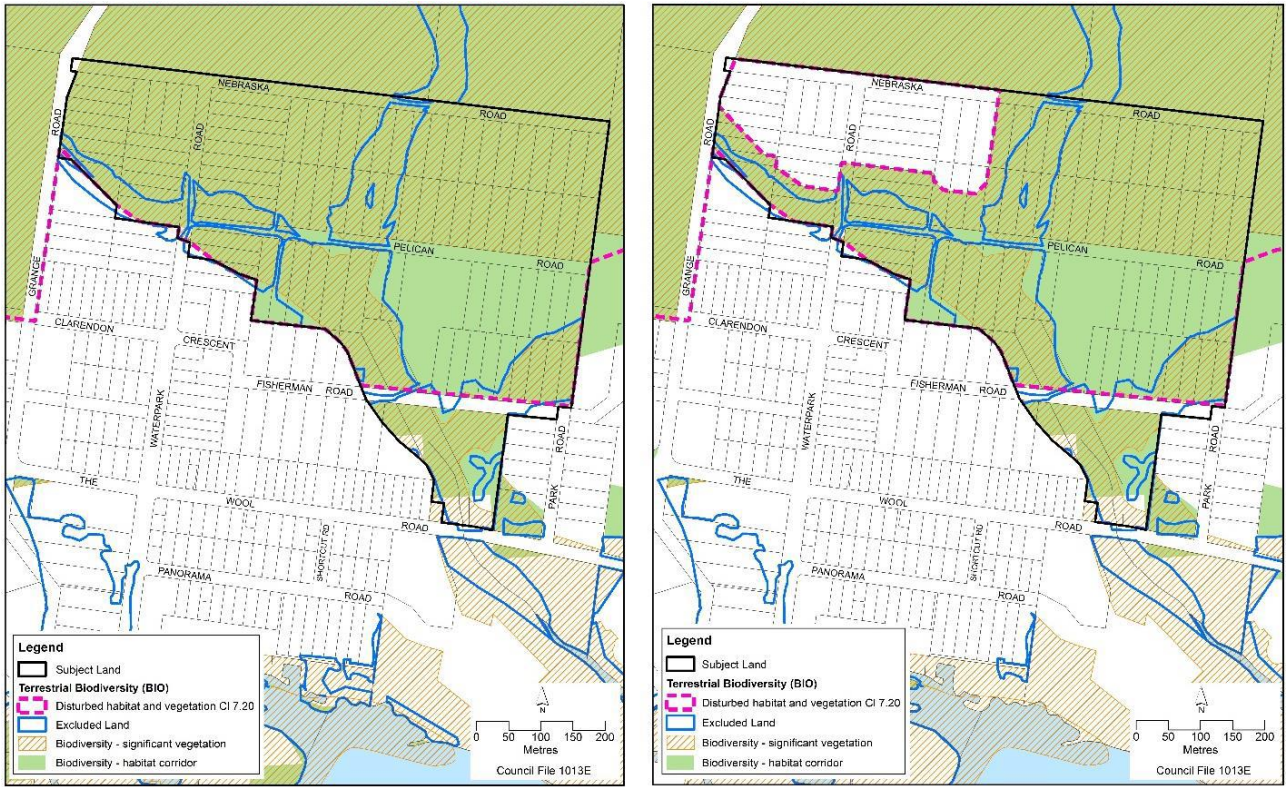 NEBRASKA
ROAD
ROAD
ROAD
PELICAN
ROAD
GRANGE
CLARENDON
CRESCENT
FISHERMAN ROAD
WATERPARK
ROAD
PARK
THE
WOOL
ROAD
SHORTCUT RD
PANORAMA
ROAD
Legend
Subject Land
Terrestrial Biodiversity (BIO)
Disturbed habitat and vegetation Cl 7.20
Excluded Land
Biodiversity - significant vegetation
Biodiversity - habitat corridor
N
0 50 100 150 200
Metres
Council File 1013E
NEBRASKA
ROAD
ROAD
ROAD
PELICAN
ROAD
GRANGE
CLARENDON
CRESCENT
FISHERMAN ROAD
WATERPARK
ROAD
PARK
THE
WOOL
ROAD
SHORTCUT RD
PANORAMA
ROAD
Legend
Subject Land
Terrestrial Biodiversity (BIO)
Disturbed habitat and vegetation Cl 7.20
Excluded Land
Biodiversity - significant vegetation
Biodiversity - habitat corridor
N
0 50 100 150 200
Metres
Council File 1013E